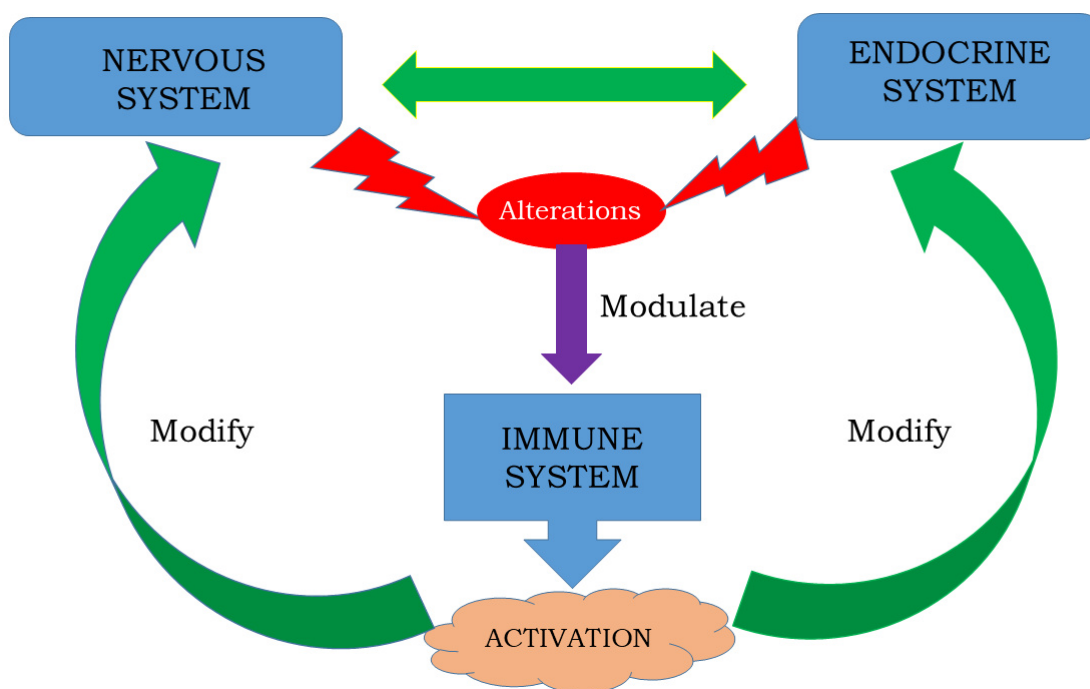 NERVOUS
SYSTEM
ENDOCRINE
SYSTEM
Alterations
Modulate
Modify
Modify
IMMUNE
SYSTEM
ACTIVATION